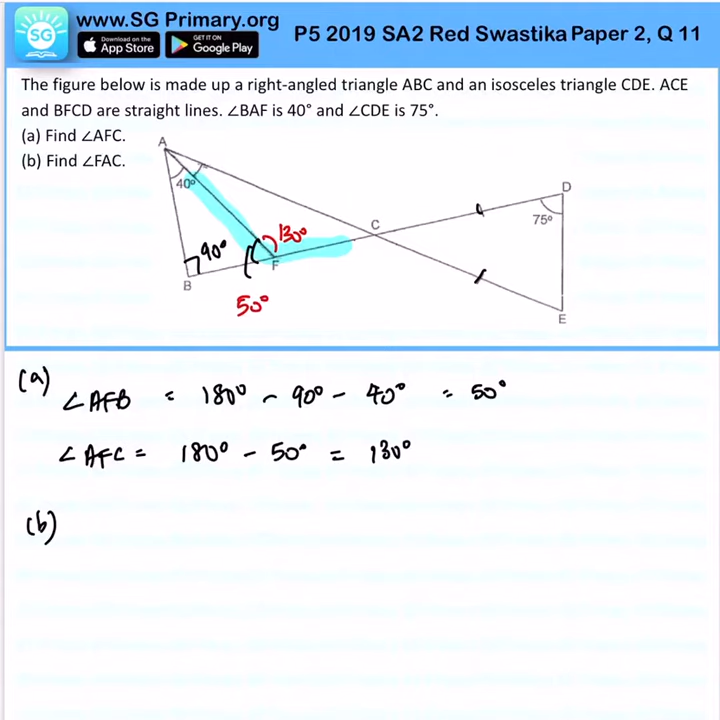 www.SG Primary.org
SG
Download on the
App Store
GET IT ON
Google Play
P5 2019 SA2 Red Swastika Paper 2, Q 11
The figure below is made up a right-angled triangle ABC and an isosceles triangle CDE. ACE
and BFCD are straight lines. ∠BAF is 40° and ∠CDE is 75°.
(a) Find ∠AFC.
(b) Find ∠FAC.
A
40°
D
75°
C
130°
90°
F
B
50°
E
(a)
∠AFB = 180° - 90° - 40° = 50°
∠AFC = 180° - 50° = 130°
(b)